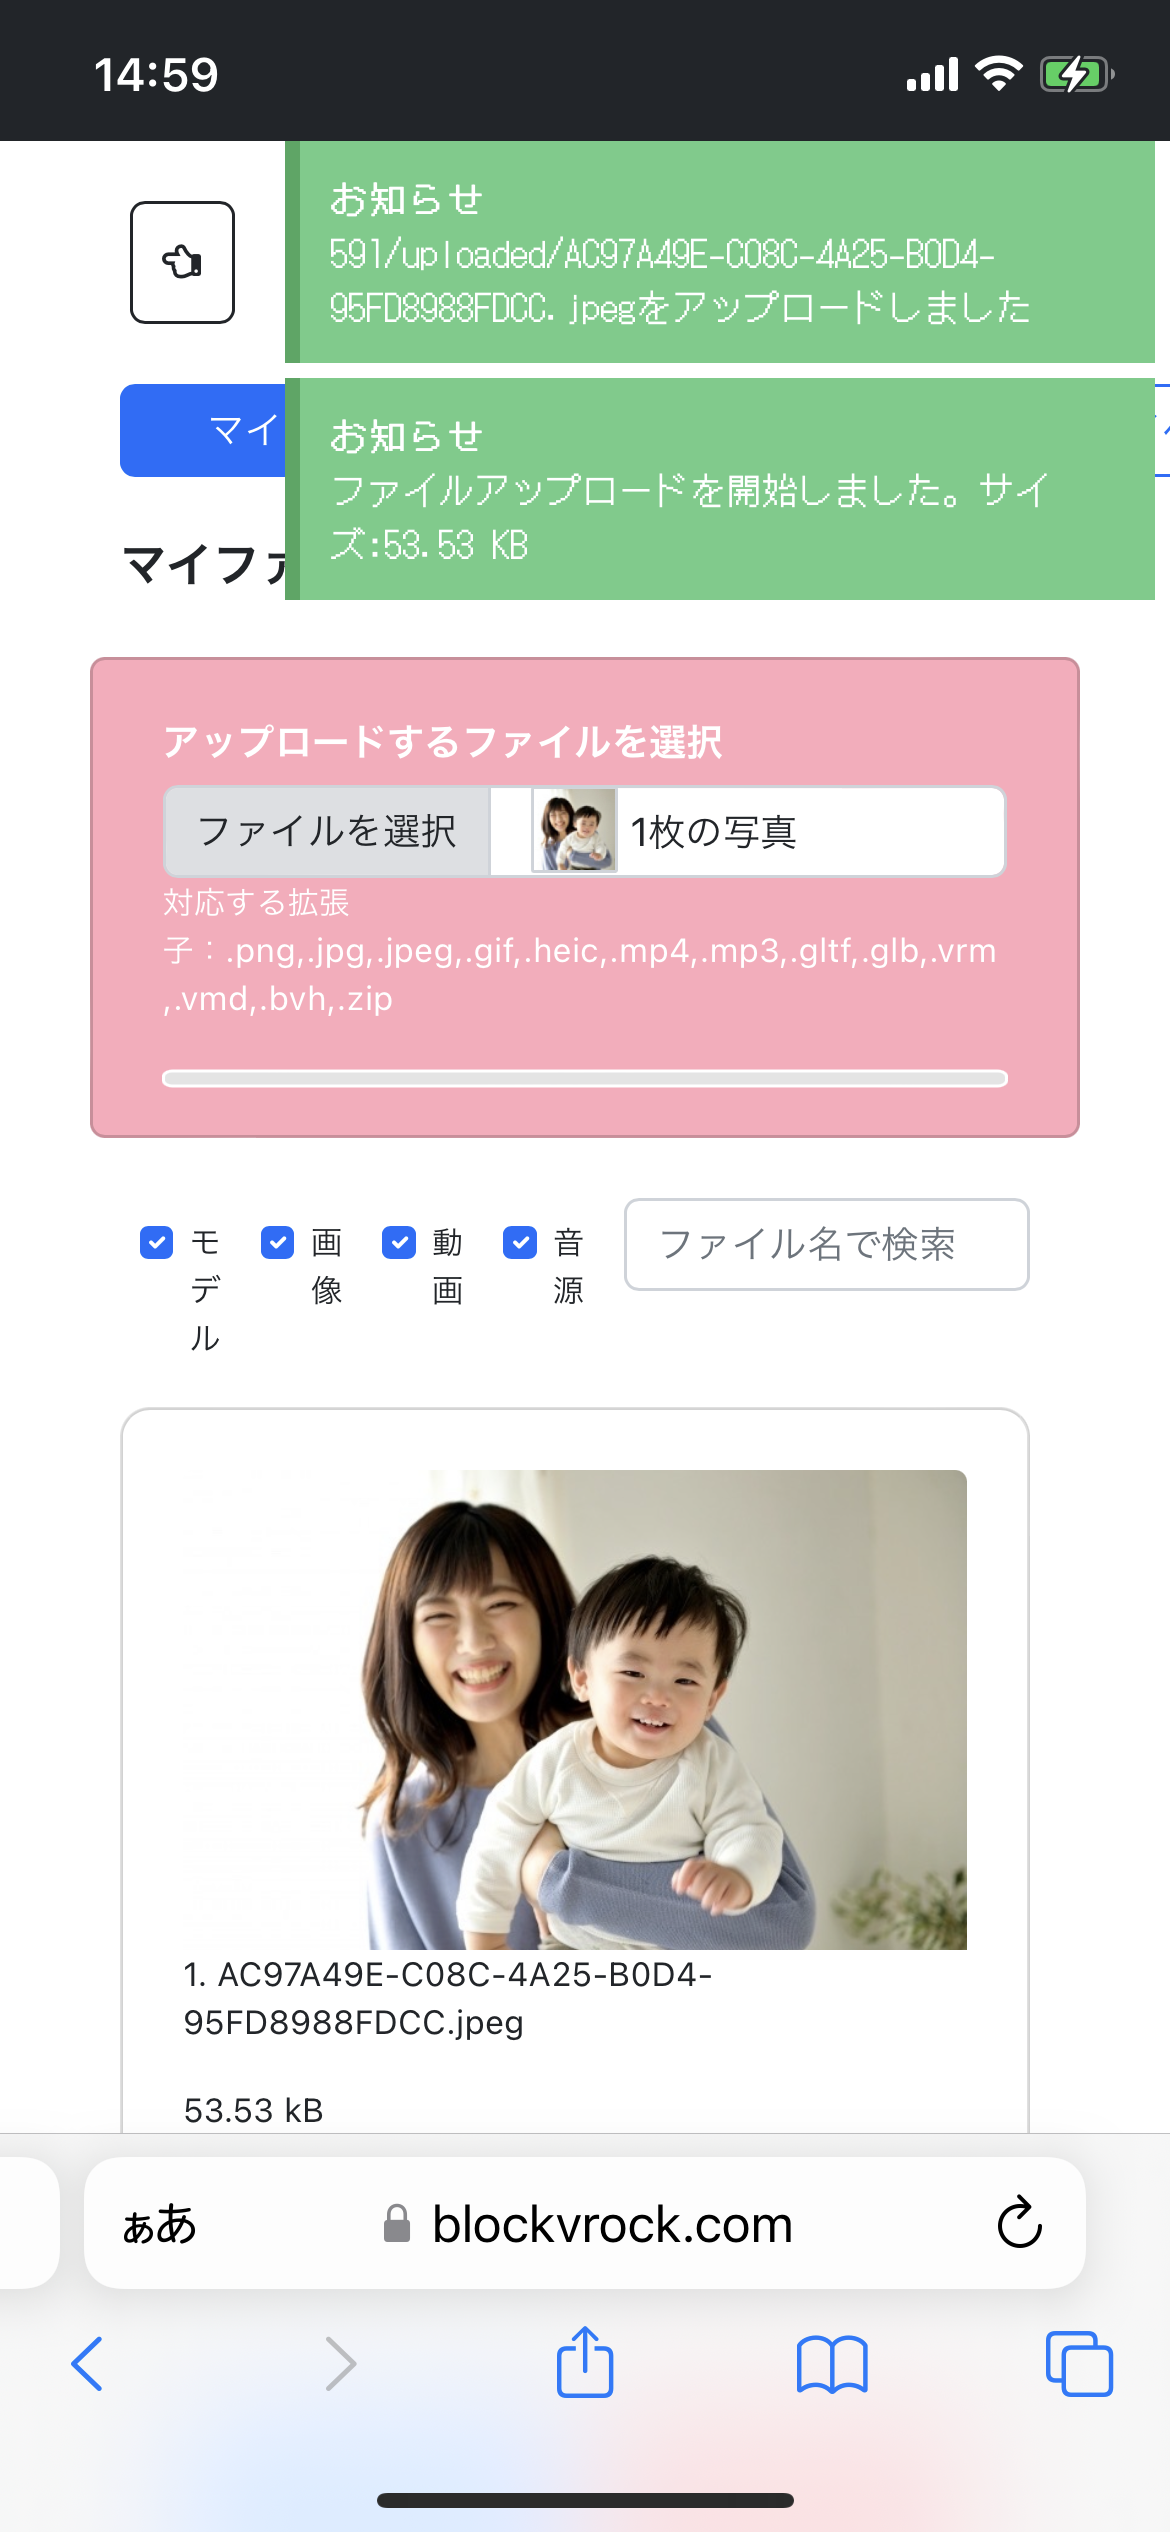 14:59
お知らせ
591/uploaded/AC97A49E-C08C-4A25-B0D4-
95FD8988FDCC.jpegをアップロードしました
マイ
お知らせ
ファイルアップロードを開始しました。サイ
ズ:53.53 KB
マイファ
アップロードするファイルを選択
ファイルを選択 1枚の写真
対応する拡張
子：.png,.jpg,.jpeg,.gif,.heic,.mp4,.mp3,.gltf,.glb,.vrm
,.vmd,.bvh,.zip
モデル 画像 動画 音源 ファイル名で検索
1. AC97A49E-C08C-4A25-B0D4-
95FD8988FDCC.jpeg
53.53 kB
ぁあ blockvrock.com